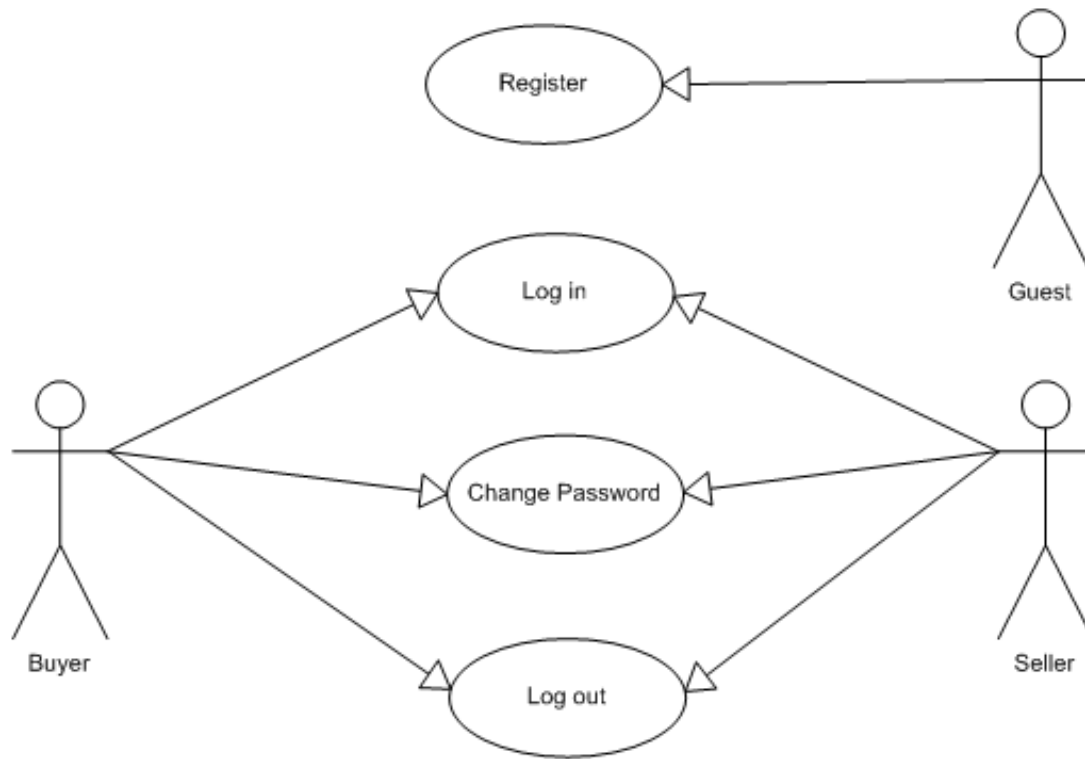 Register
Guest
Log in
Change Password
Buyer
Seller
Log out